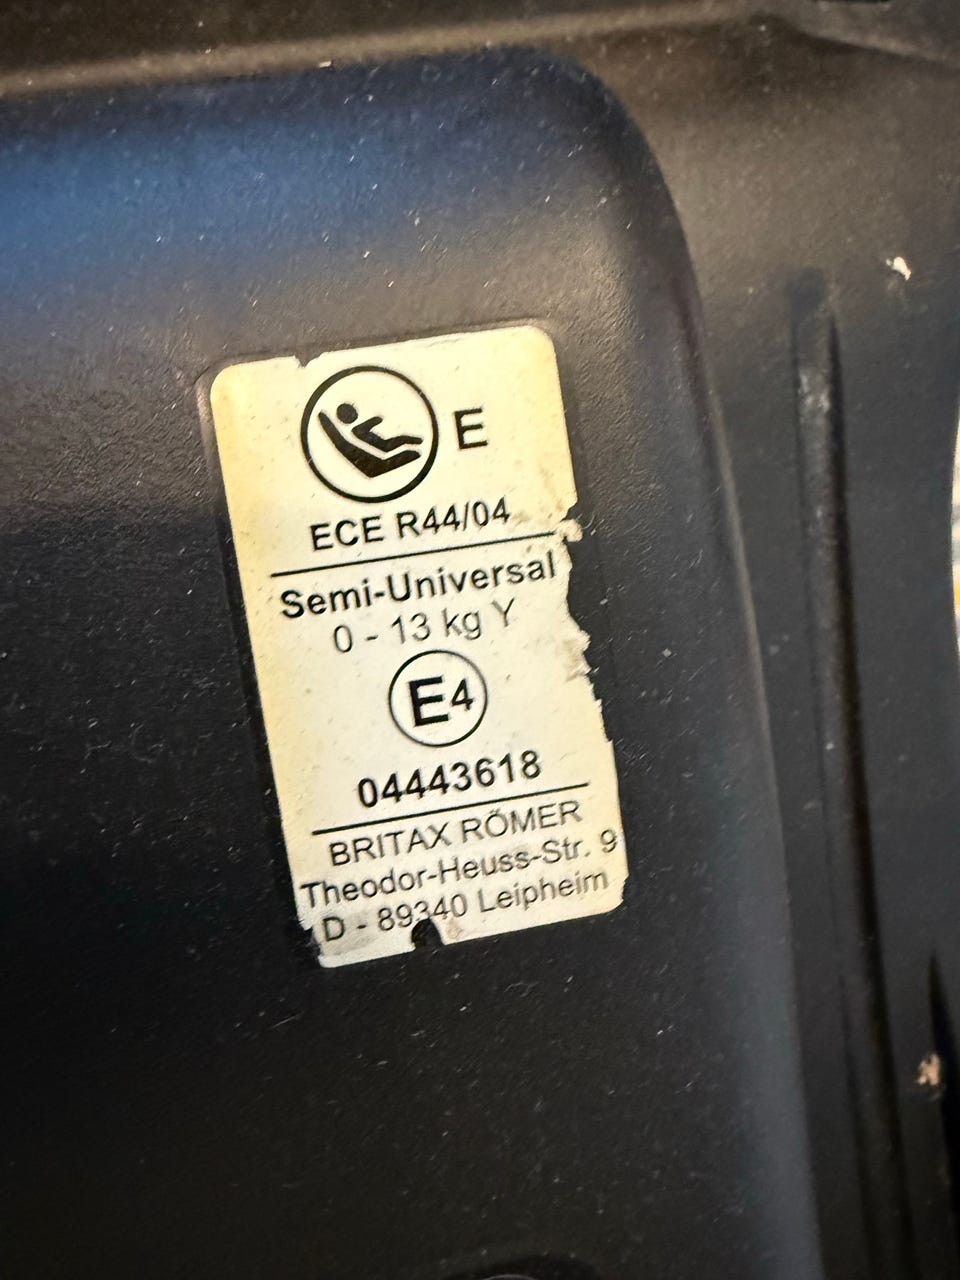 E
ECE R44/04
Semi-Universal
0 - 13 kg Y
E4
04443618
BRITAX RÖMER
Theodor-Heuss-Str. 9
D - 89340 Leipheim